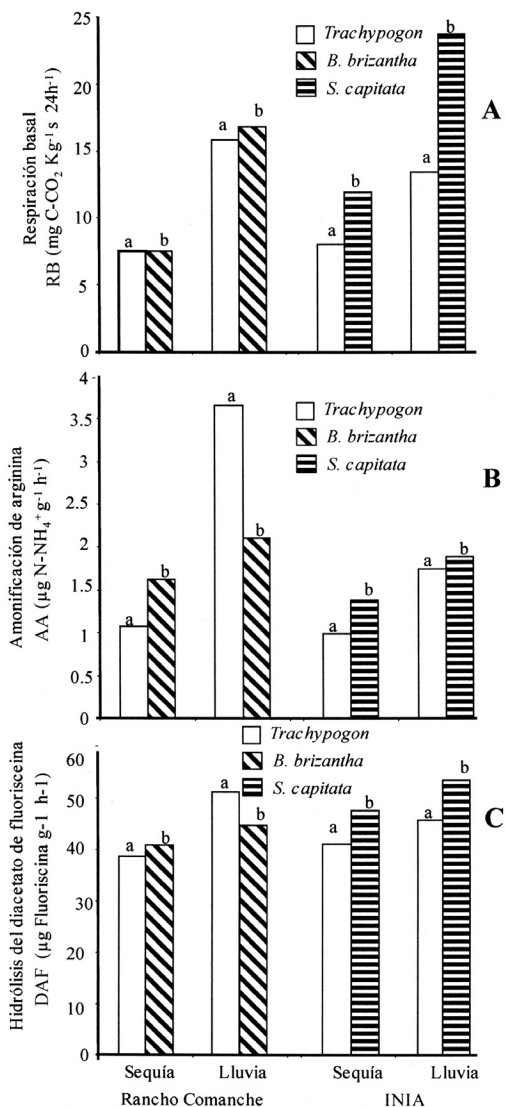 Respiración basal
RB (mg C-CO2 Kg-1 s 24h-1)
25
20
15
10
5
0
Trachypogon
B. brizantha
S. capitata
A
a b
a b
a b
a b
Amonificación de arginina
AA (µg N-NH4+ g-1 h-1)
4
3.5
3
2.5
2
1.5
1
0.5
0
Trachypogon
B. brizantha
S. capitata
B
a b
a b
a b
a b
Hidrólisis del diacetato de fluorisceina
DAF (µg Fluoriscina g-1 h-1)
60
50
40
30
20
10
0
Trachypogon
B. brizantha
S. capitata
C
a b
a b
a b
a b
Sequía Lluvia Sequía Lluvia
Rancho Comanche INIA